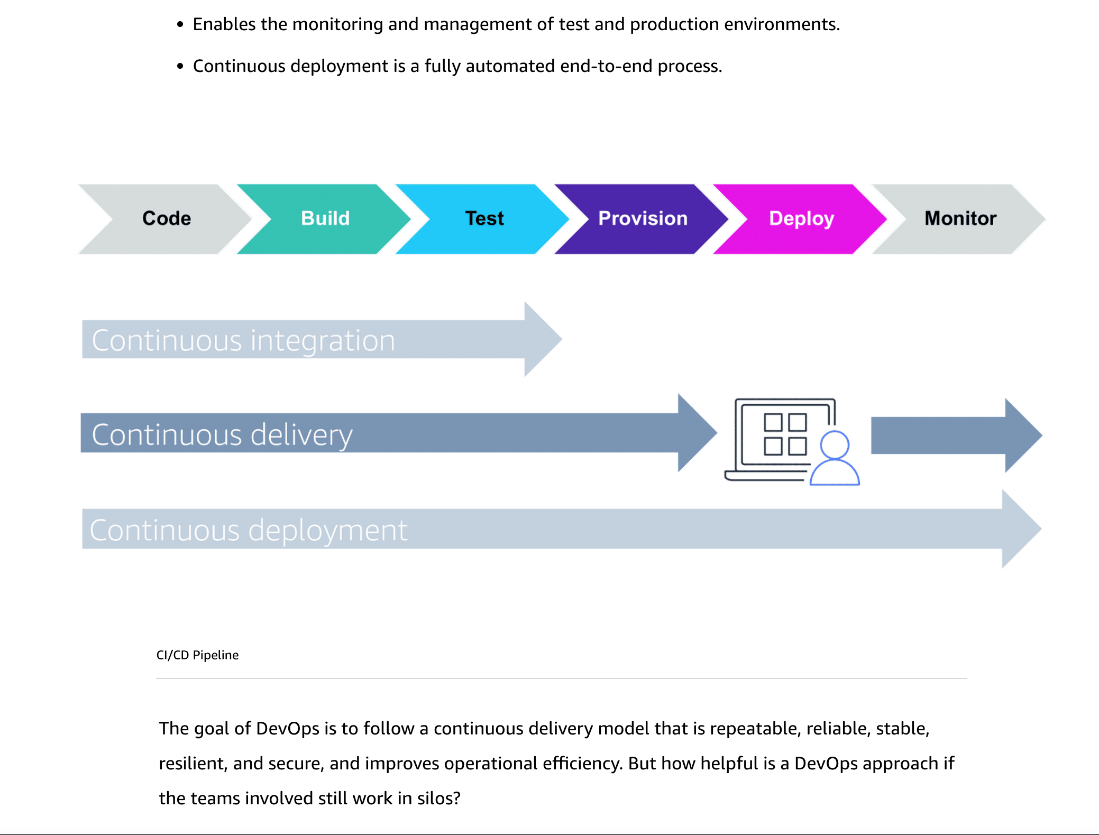 • Enables the monitoring and management of test and production environments.
• Continuous deployment is a fully automated end-to-end process.
Code Build Test Provision Deploy Monitor
Continuous integration
Continuous delivery
Continuous deployment
CI/CD Pipeline
The goal of DevOps is to follow a continuous delivery model that is repeatable, reliable, stable,
resilient, and secure, and improves operational efficiency. But how helpful is a DevOps approach if
the teams involved still work in silos?